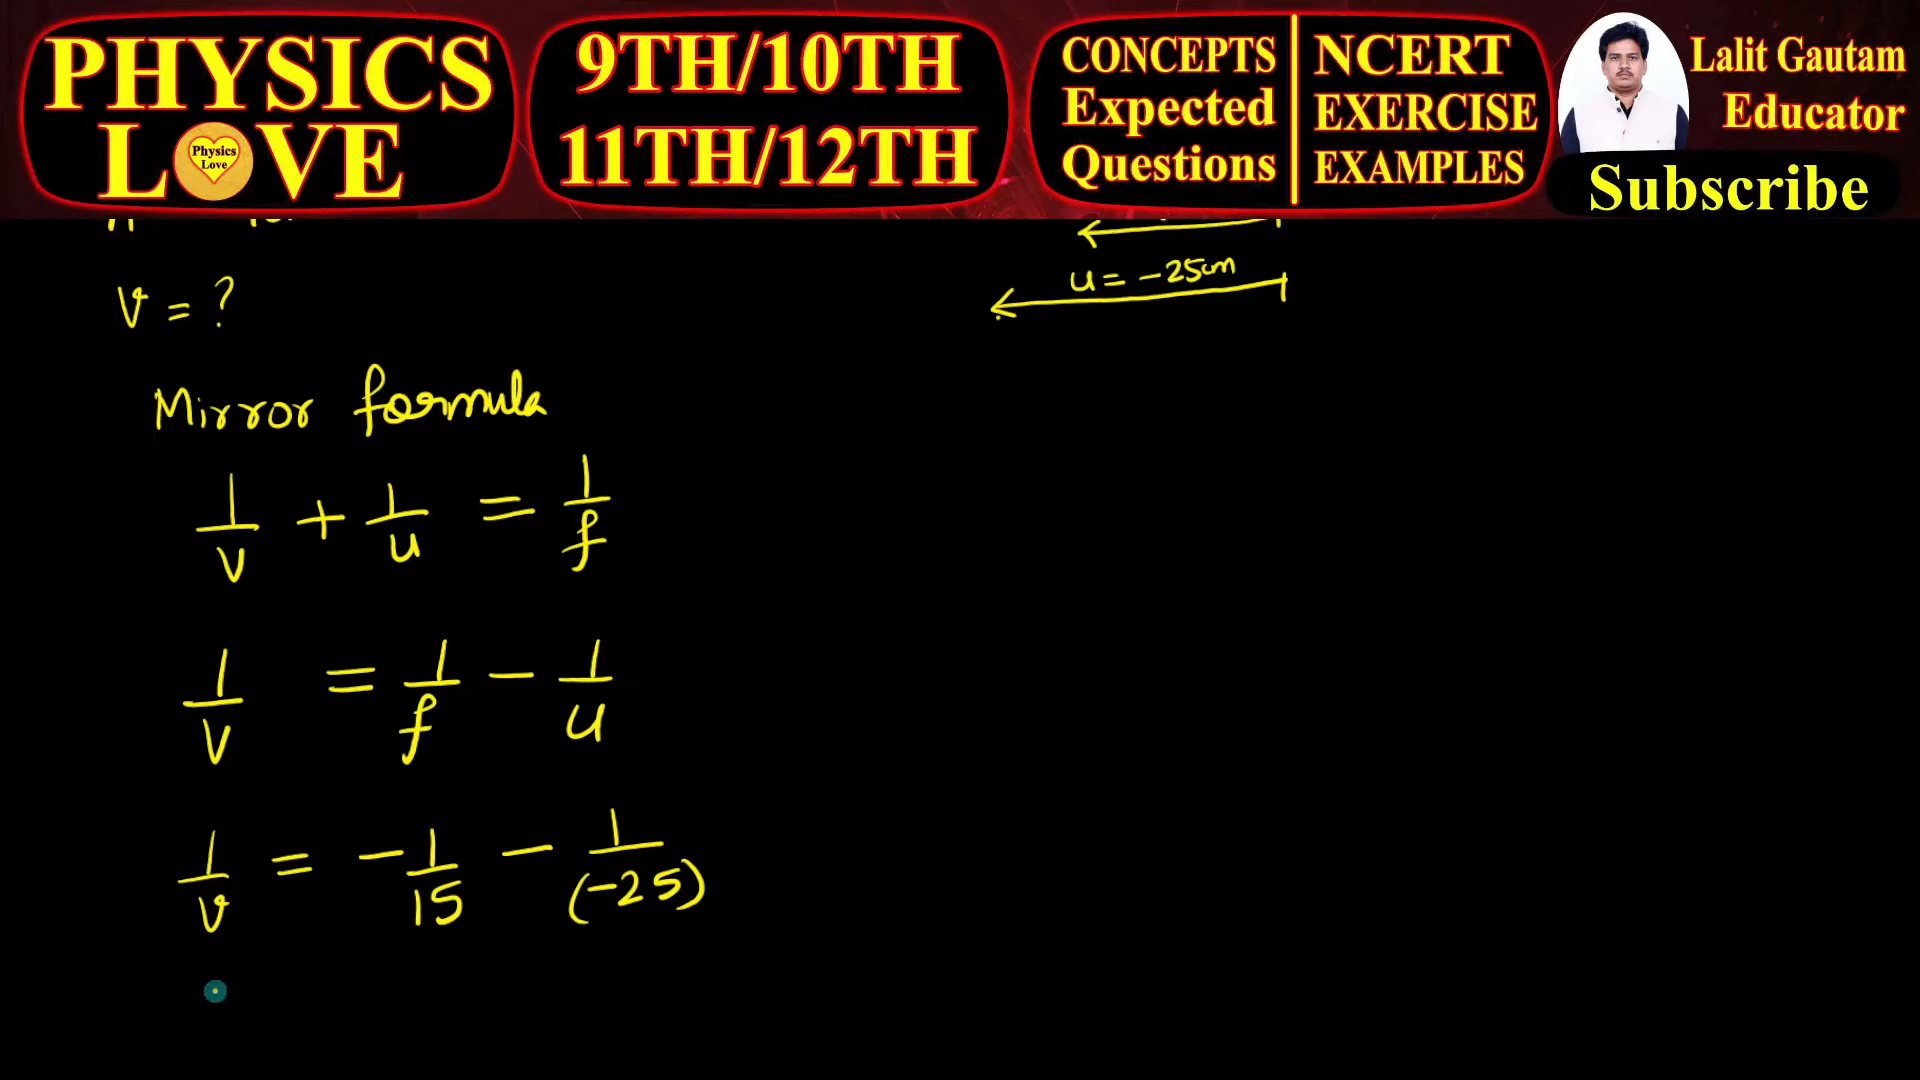 PHYSICS
LOVE
Physics
Love
9TH/10TH
11TH/12TH
CONCEPTS
Expected
Questions
NCERT
EXERCISE
EXAMPLES
Lalit Gautam
Educator
Subscribe
u = -25cm
v = ?
Mirror formula
1/v + 1/u = 1/f
1/v = 1/f - 1/u
1/v = -1/15 - 1/(-25)